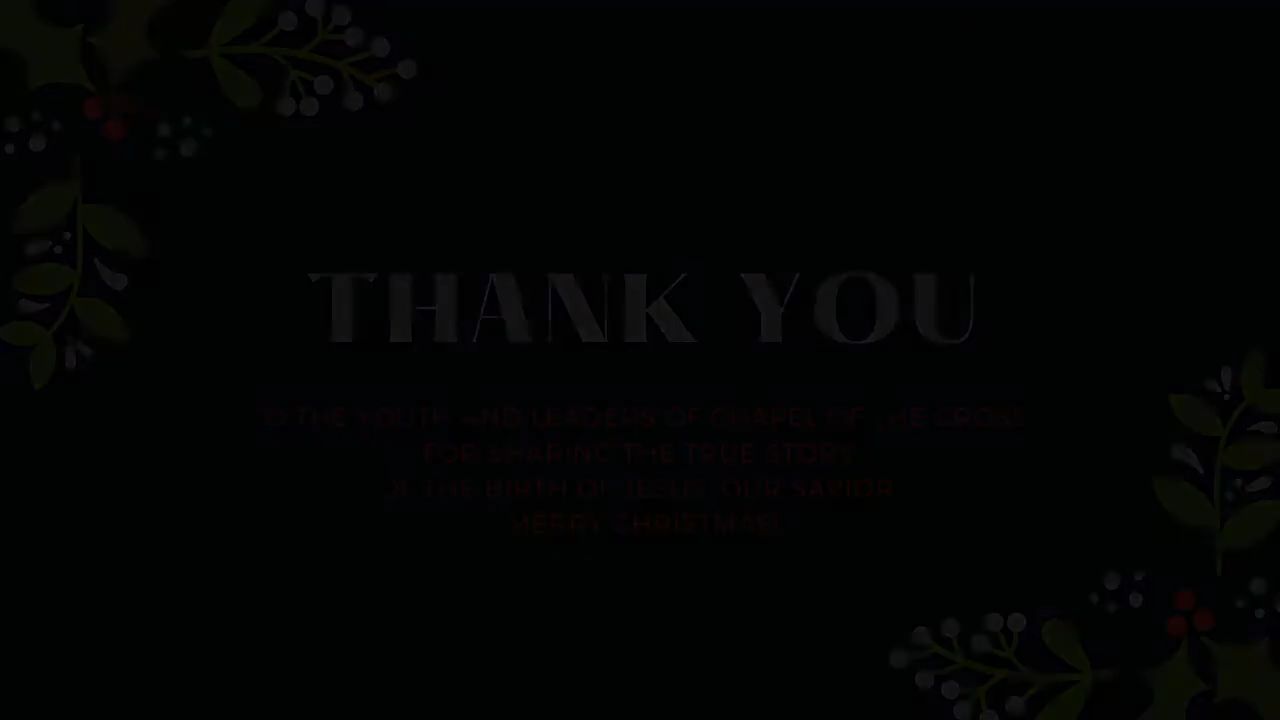 THANK YOU
TO THE YOUTH AND LEADERS OF CHAPEL OF THE CROSS
FOR SHARING THE TRUE STORY
OF THE BIRTH OF JESUS, OUR SAVIOR
MERRY CHRISTMAS!